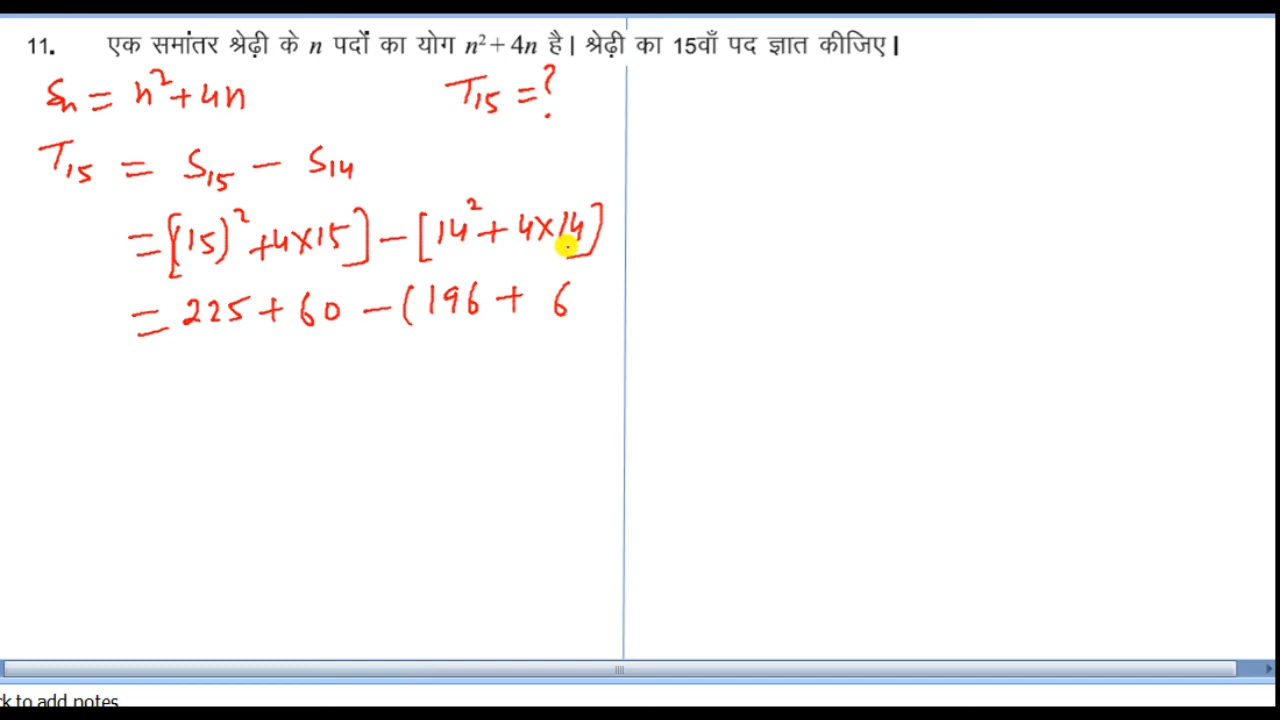 11. एक समांतर श्रेढ़ी के n पदों का योग n² + 4n है। श्रेढ़ी का 15वाँ पद ज्ञात कीजिए।
Sn = n² + 4n T15 = ?
T15 = S15 - S14
= [(15)² + 4×15] - [14² + 4×14]
= 225 + 60 - (196 + 6
ck to add notes